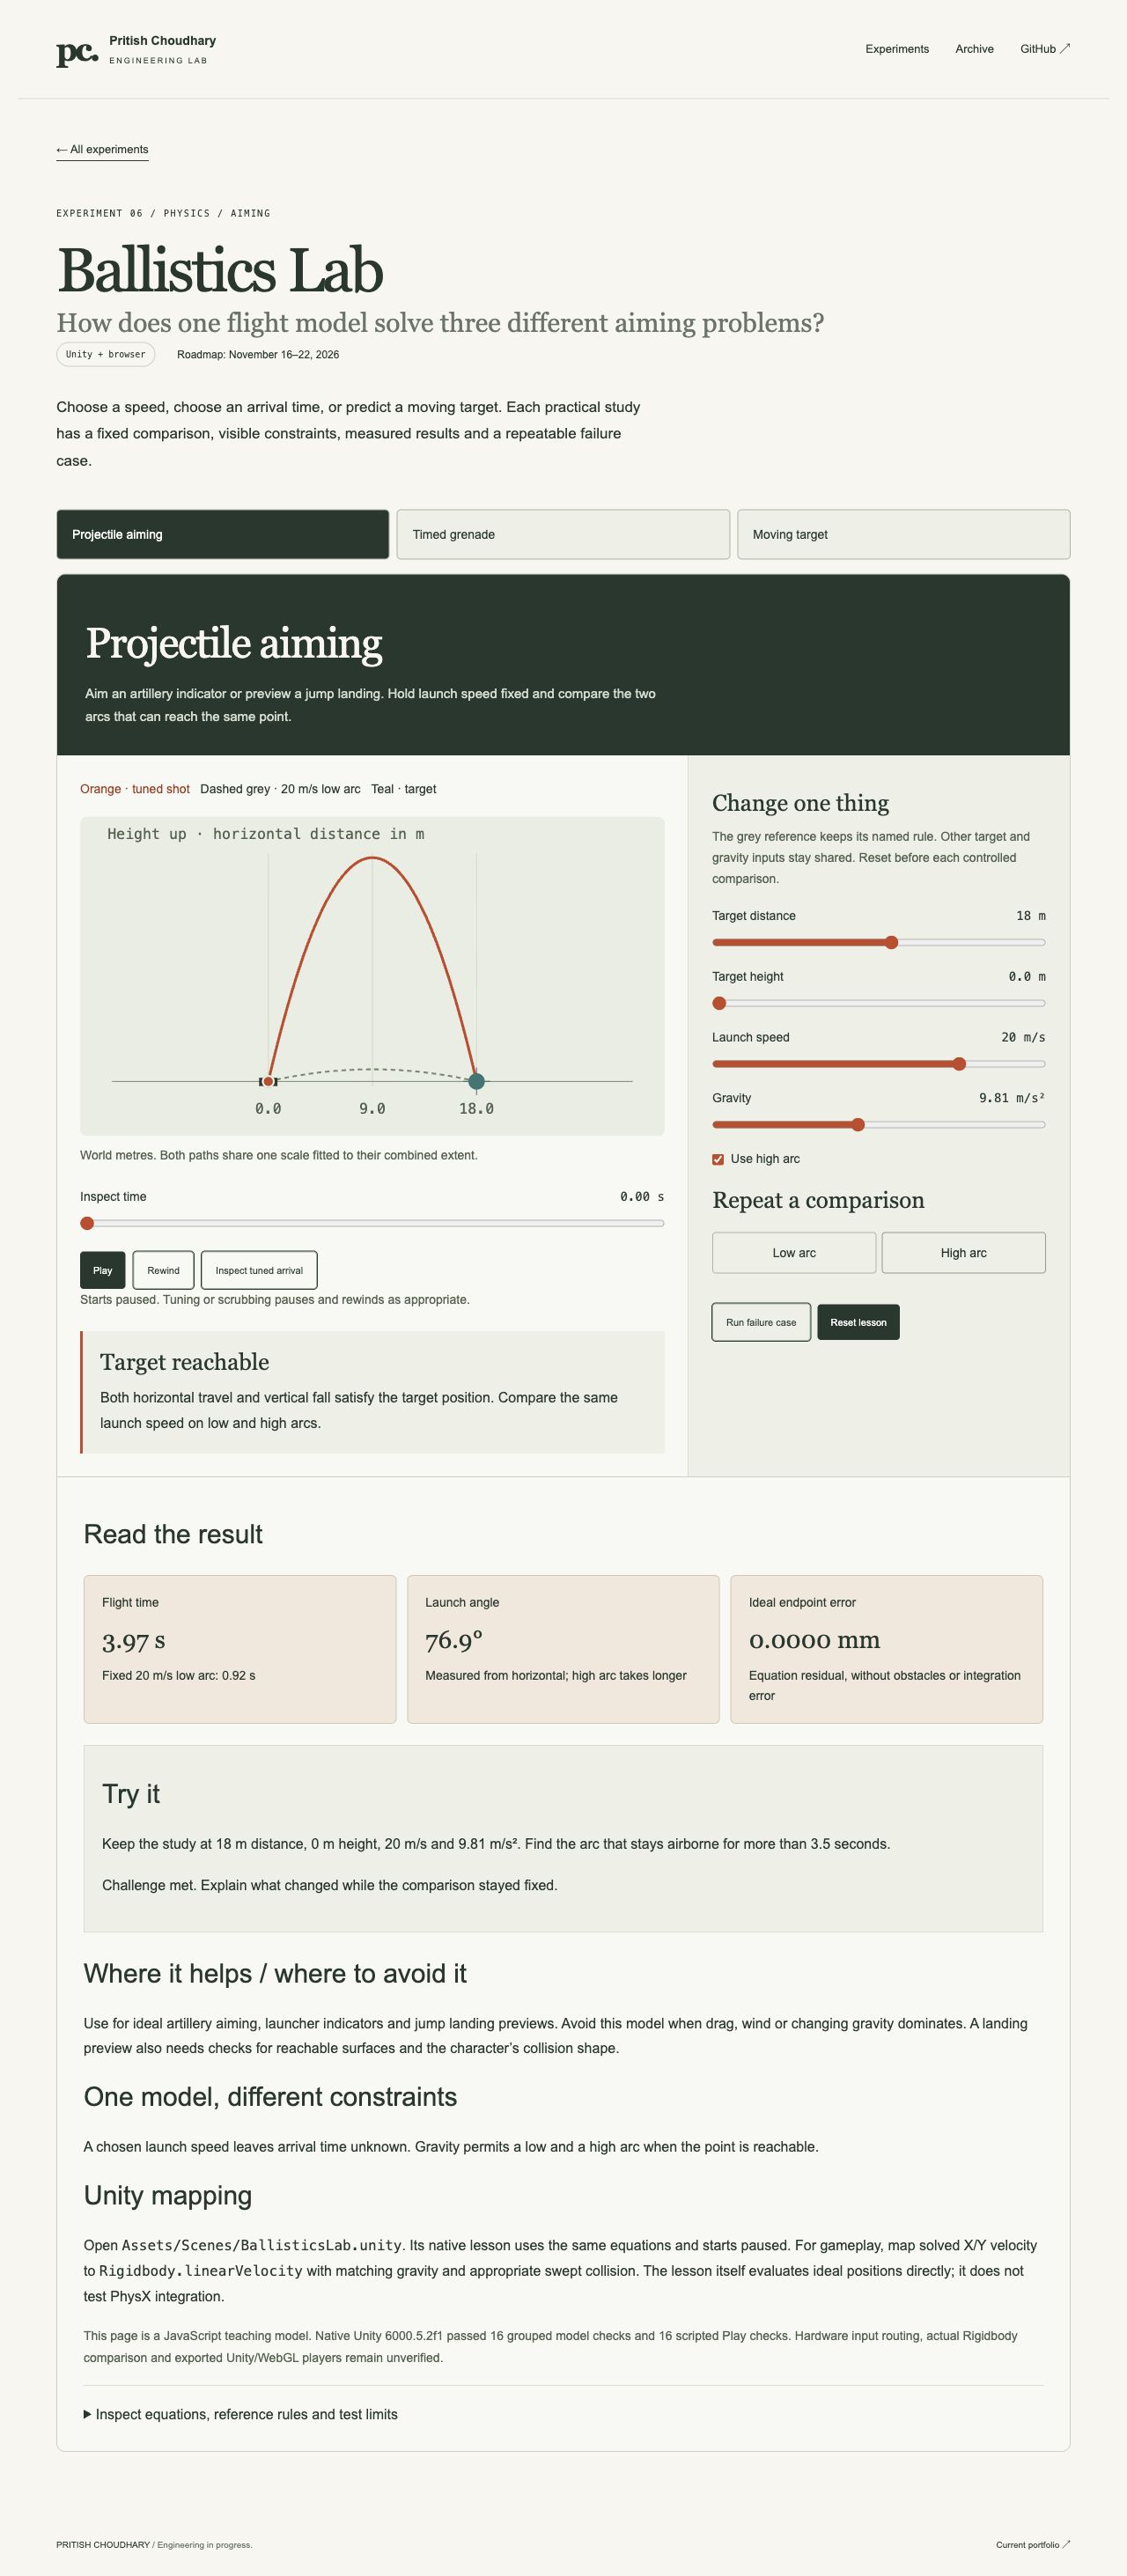 pc.
Pritish Choudhary
ENGINEERING LAB
Experiments
Archive
GitHub ↗
← All experiments
EXPERIMENT 06 / PHYSICS / AIMING
Ballistics Lab
How does one flight model solve three different aiming problems?
Unity + browser
Roadmap: November 16–22, 2026
Choose a speed, choose an arrival time, or predict a moving target. Each practical study
has a fixed comparison, visible constraints, measured results and a repeatable failure
case.
Projectile aiming
Timed grenade
Moving target
Projectile aiming
Aim an artillery indicator or preview a jump landing. Hold launch speed fixed and compare the two
arcs that can reach the same point.
Orange · tuned shot Dashed grey · 20 m/s low arc Teal · target
Height up · horizontal distance in m
0.0 9.0 18.0
World metres. Both paths share one scale fitted to their combined extent.
Inspect time 0.00 s
Play
Rewind
Inspect tuned arrival
Starts paused. Tuning or scrubbing pauses and rewinds as appropriate.
Target reachable
Both horizontal travel and vertical fall satisfy the target position. Compare the same
launch speed on low and high arcs.
Change one thing
The grey reference keeps its named rule. Other target and
gravity inputs stay shared. Reset before each controlled
comparison.
Target distance 18 m
Target height 0.0 m
Launch speed 20 m/s
Gravity 9.81 m/s²
Use high arc
Repeat a comparison
Low arc
High arc
Run failure case
Reset lesson
Read the result
Flight time
3.97 s
Fixed 20 m/s low arc: 0.92 s
Launch angle
76.9°
Measured from horizontal; high arc takes longer
Ideal endpoint error
0.0000 mm
Equation residual, without obstacles or integration
error
Try it
Keep the study at 18 m distance, 0 m height, 20 m/s and 9.81 m/s². Find the arc that stays airborne for more than 3.5 seconds.
Challenge met. Explain what changed while the comparison stayed fixed.
Where it helps / where to avoid it
Use for ideal artillery aiming, launcher indicators and jump landing previews. Avoid this model when drag, wind or changing gravity dominates. A landing
preview also needs checks for reachable surfaces and the character’s collision shape.
One model, different constraints
A chosen launch speed leaves arrival time unknown. Gravity permits a low and a high arc when the point is reachable.
Unity mapping
Open Assets/Scenes/BallisticsLab.unity. Its native lesson uses the same equations and starts paused. For gameplay, map solved X/Y velocity
to Rigidbody.linearVelocity with matching gravity and appropriate swept collision. The lesson itself evaluates ideal positions directly; it does not
test PhysX integration.
This page is a JavaScript teaching model. Native Unity 6000.5.2f1 passed 16 grouped model checks and 16 scripted Play checks. Hardware input routing, actual Rigidbody
comparison and exported Unity/WebGL players remain unverified.
▶ Inspect equations, reference rules and test limits
PRITISH CHOUDHARY / Engineering in progress.
Current portfolio ↗